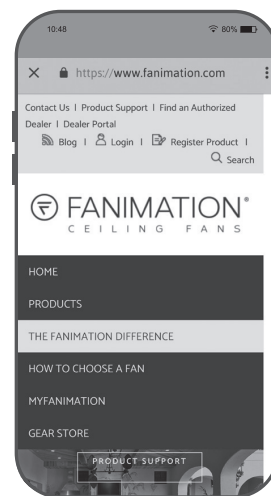 10:48 80%
https://www.fanimation.com
Contact Us | Product Support | Find an Authorized
Dealer | Dealer Portal
Blog | Login | Register Product |
Search
FANIMATION®
CEILING FANS
HOME
PRODUCTS
THE FANIMATION DIFFERENCE
HOW TO CHOOSE A FAN
MYFANIMATION
GEAR STORE
PRODUCT SUPPORT